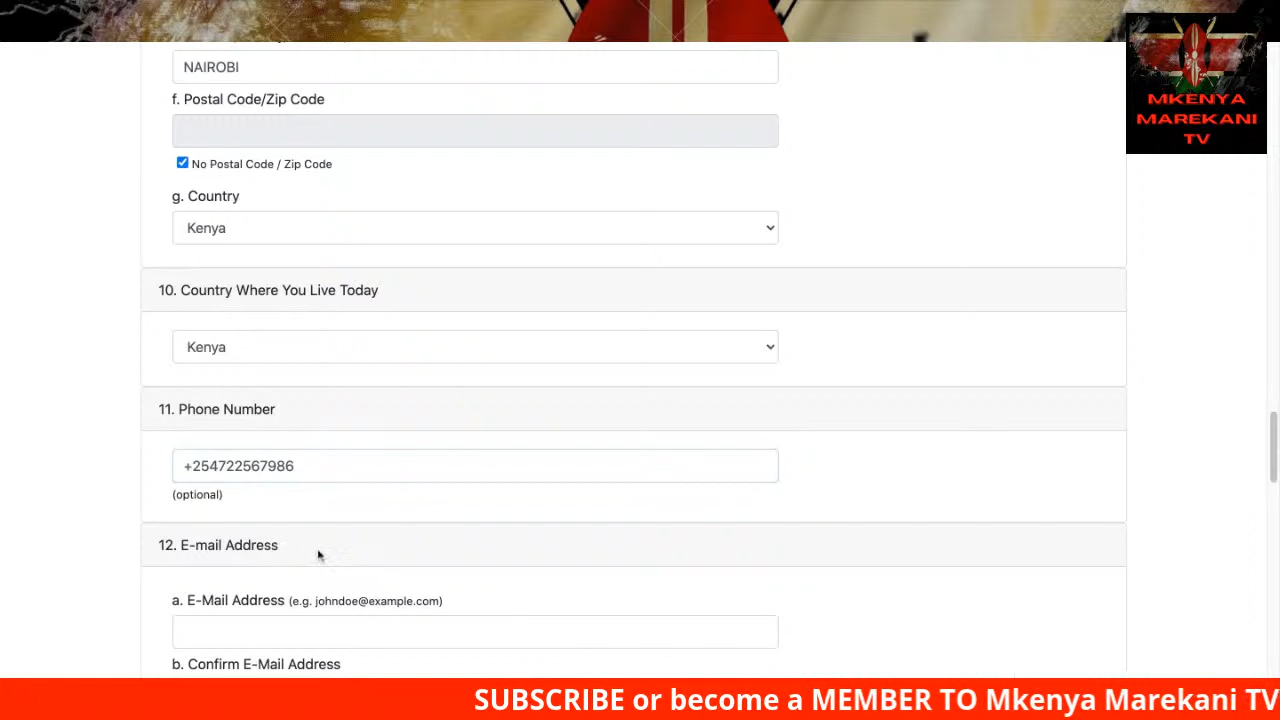 NAIROBI
f. Postal Code/Zip Code
No Postal Code / Zip Code
g. Country
Kenya
10. Country Where You Live Today
Kenya
11. Phone Number
+254722567986
(optional)
12. E-mail Address
a. E-Mail Address (e.g. johndoe@example.com)
b. Confirm E-Mail Address
MKENYA
MAREKANI
TV
SUBSCRIBE or become a MEMBER TO Mkenya Marekani TV